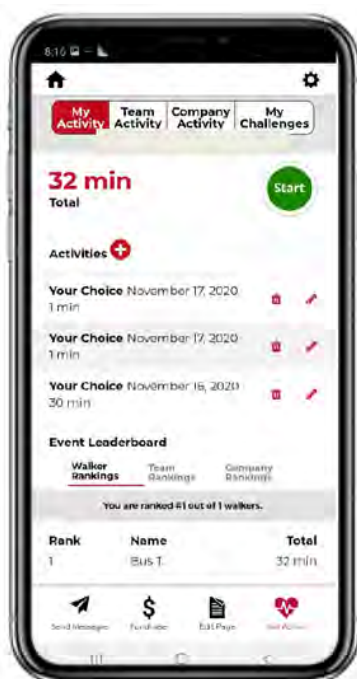 8:16
My Activity
Team Activity
Company Activity
My Challenges
32 min
Total
Start
Activities
Your Choice November 17, 2020
1 min
Your Choice November 17, 2020
1 min
Your Choice November 16, 2020
30 min
Event Leaderboard
Walker Rankings
Team Rankings
Company Rankings
You are ranked #1 out of 1 walkers.
Rank Name Total
1 Bus T. 32 min
Send Messages Fundraise Edit Page Get Active